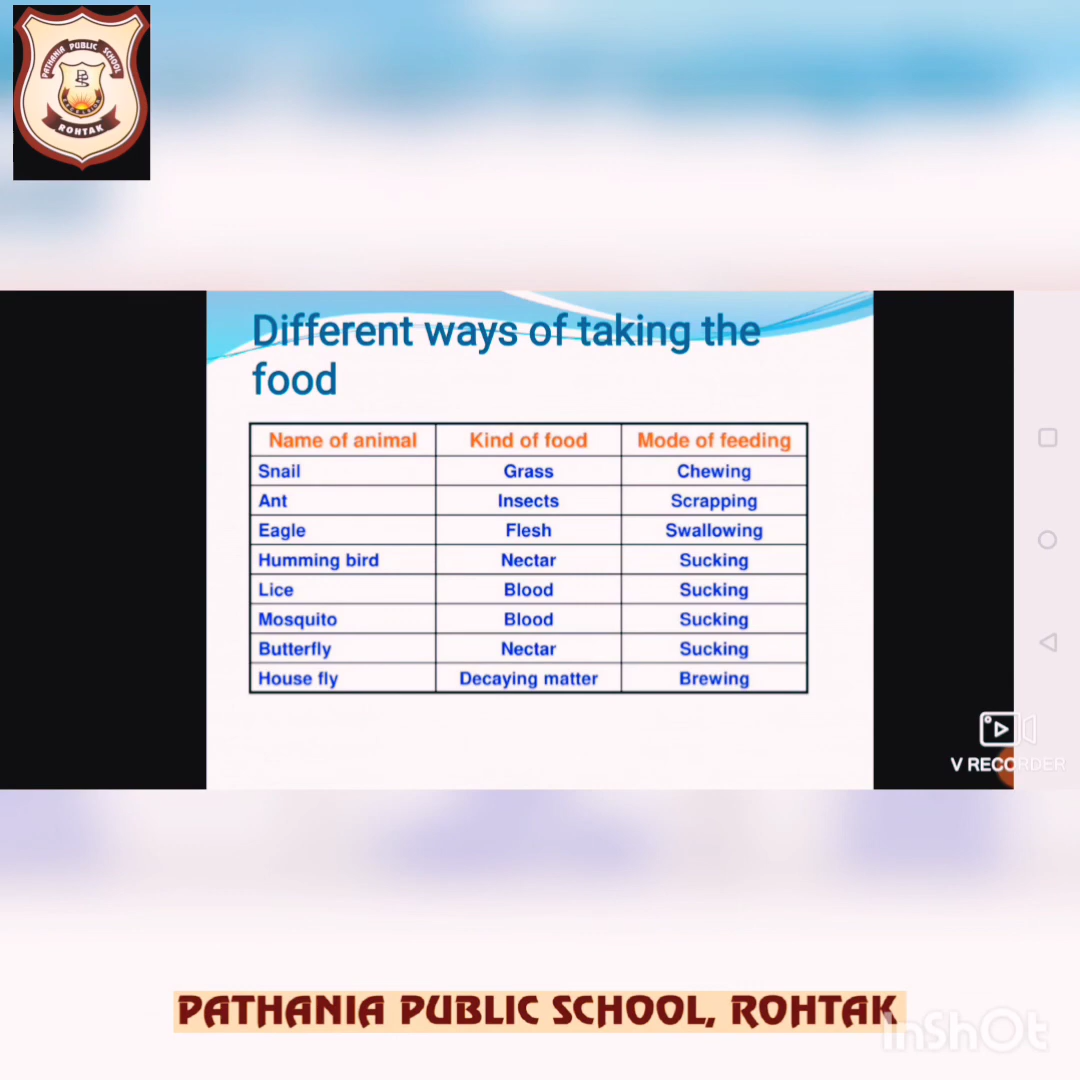 PATHANIA PUBLIC SCHOOL
ROHTAK
Different ways of taking the
food
Name of animal Kind of food Mode of feeding
Snail Grass Chewing
Ant Insects Scrapping
Eagle Flesh Swallowing
Humming bird Nectar Sucking
Lice Blood Sucking
Mosquito Blood Sucking
Butterfly Nectar Sucking
House fly Decaying matter Brewing
V RECORDER
PATHANIA PUBLIC SCHOOL, ROHTAK
InShOt